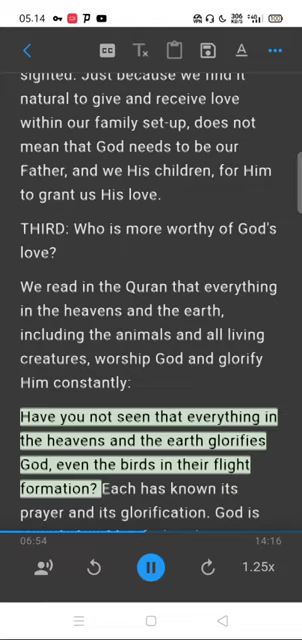 05.14
306
KB/S
CC
A
sighted. Just because we find it
natural to give and receive love
within our family set-up, does not
mean that God needs to be our
Father, and we His children, for Him
to grant us His love.
THIRD: Who is more worthy of God's
love?
We read in the Quran that everything
in the heavens and the earth,
including the animals and all living
creatures, worship God and glorify
Him constantly:
Have you not seen that everything in
the heavens and the earth glorifies
God, even the birds in their flight
formation? Each has known its
prayer and its glorification. God is
06:54
14:16
1.25x